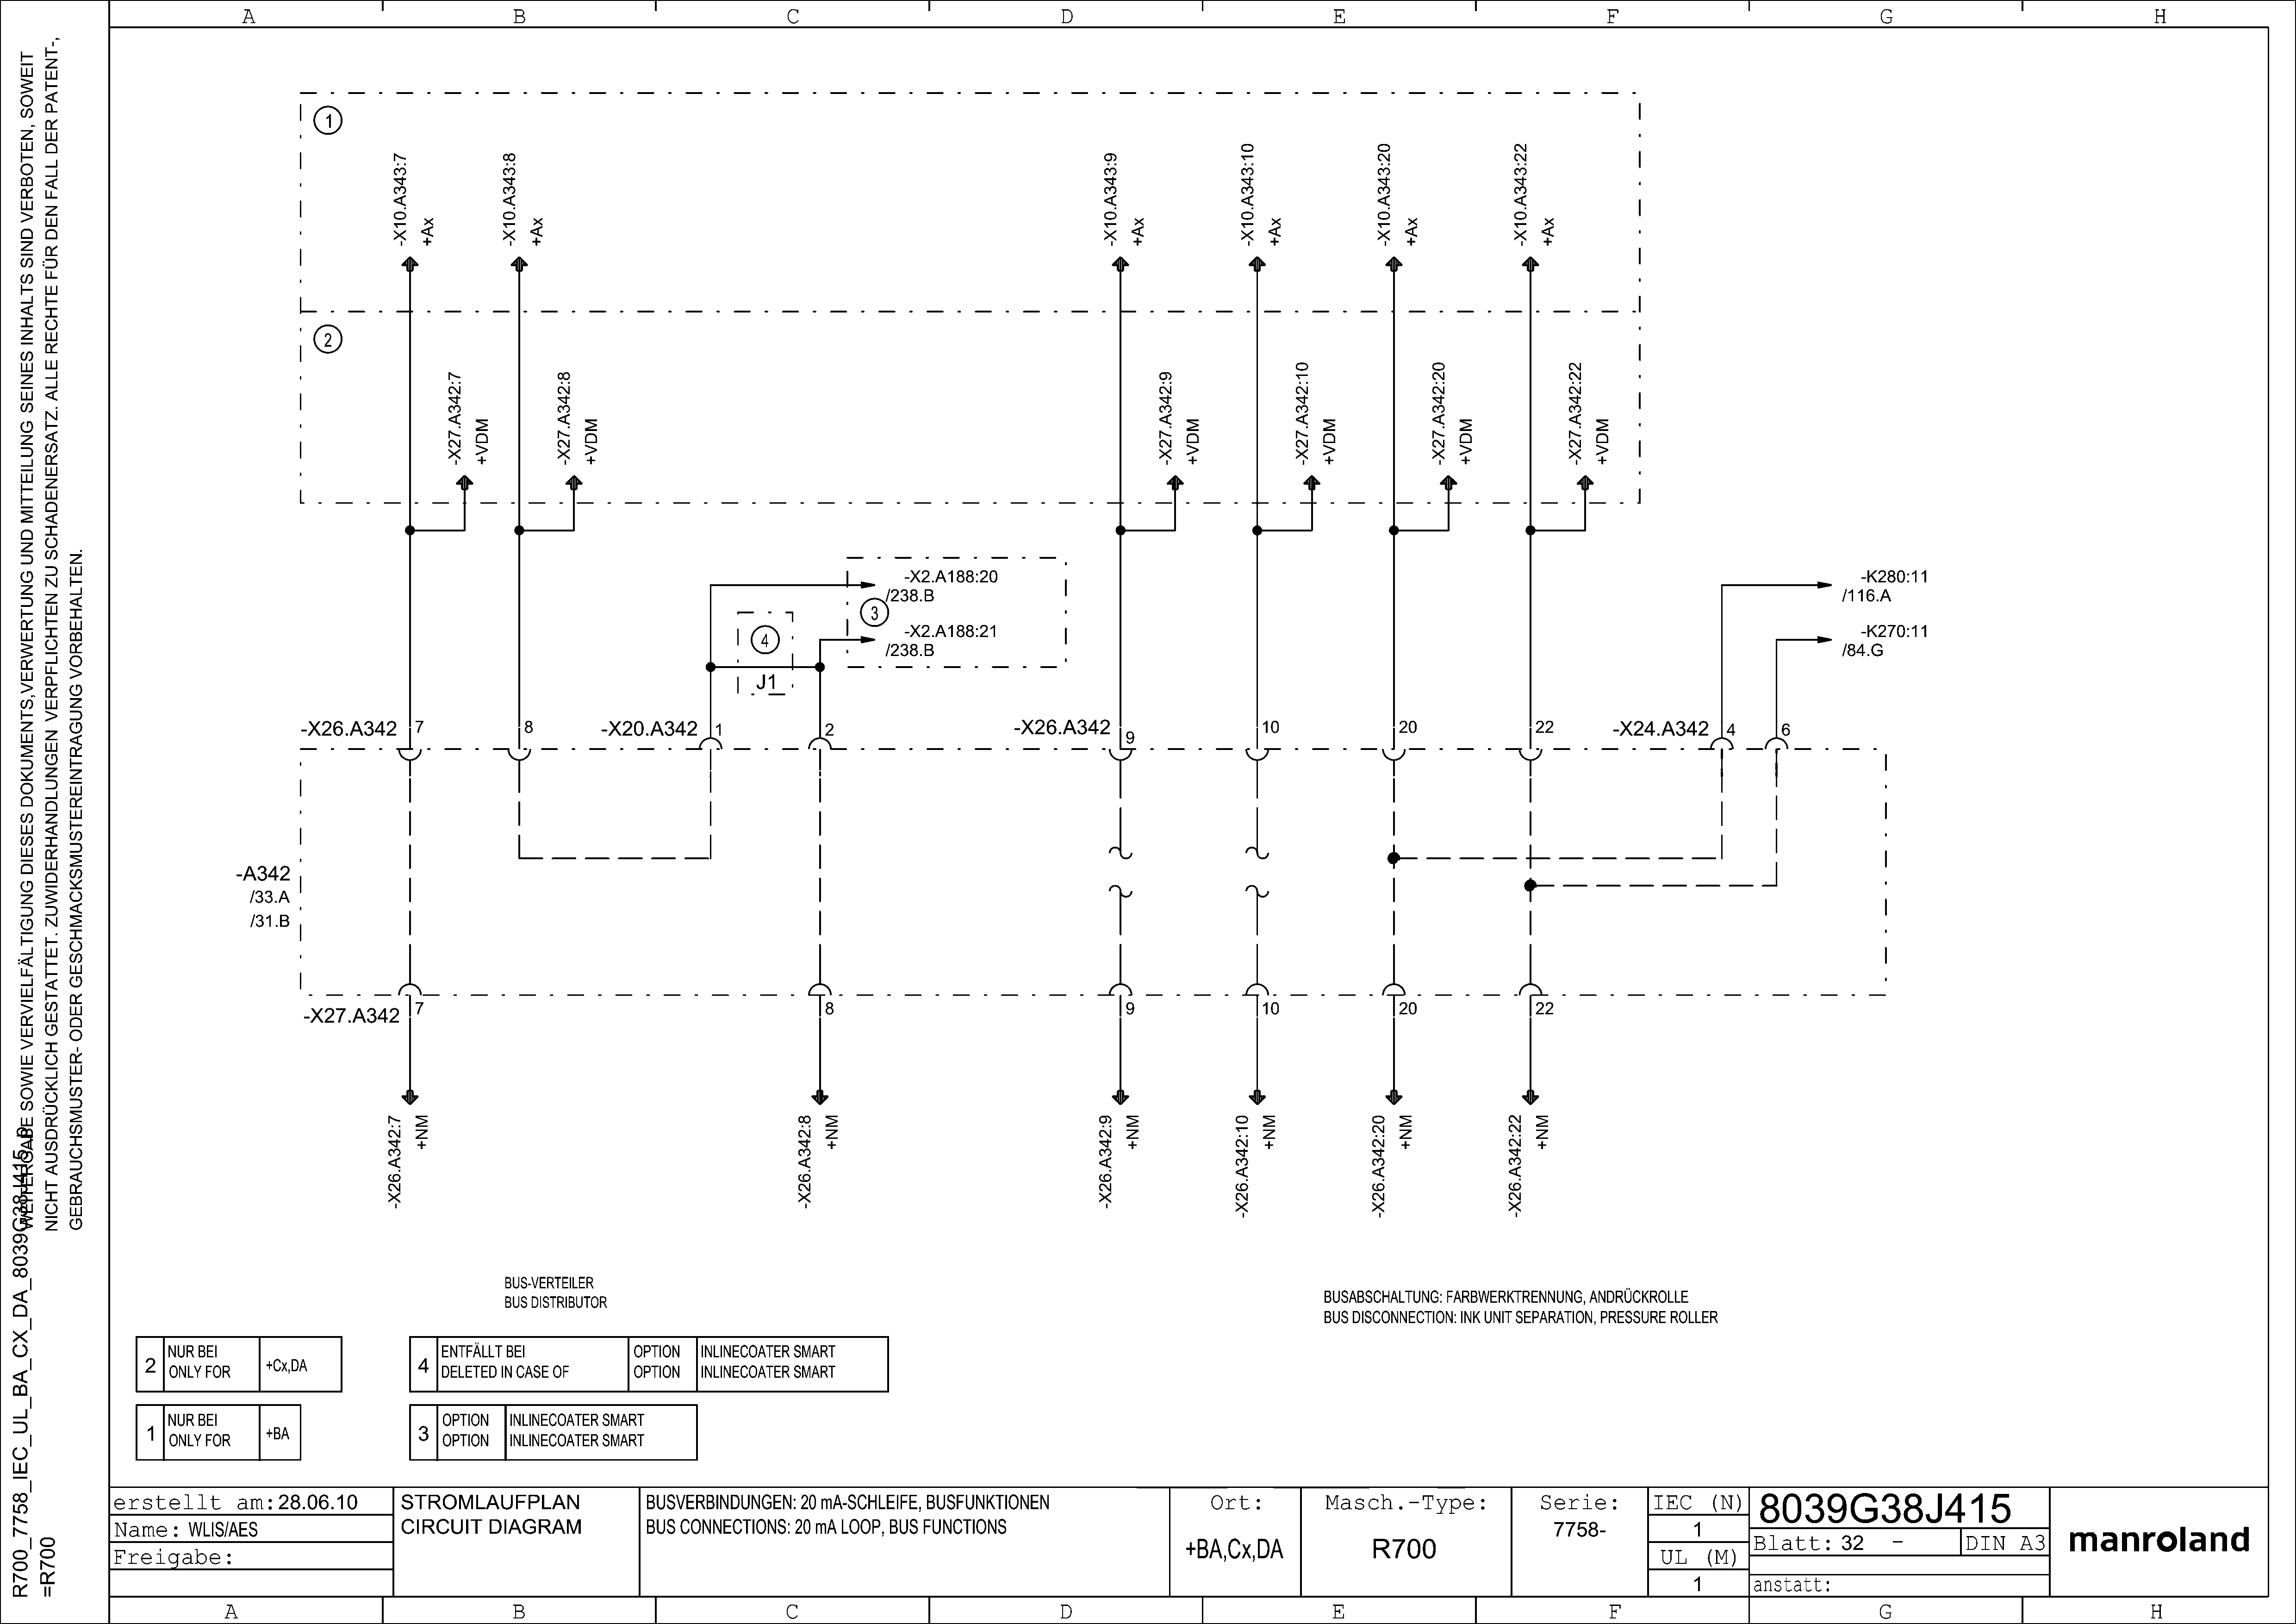 A B C D E F G H
WEITERGABE SOWIE VERVIELFÄLTIGUNG DIESES DOKUMENTS,VERWERTUNG UND MITTEILUNG SEINES INHALTS SIND VERBOTEN, SOWEIT
NICHT AUSDRÜCKLICH GESTATTET. ZUWIDERHANDLUNGEN VERPFLICHTEN ZU SCHADENERSATZ. ALLE RECHTE FÜR DEN FALL DER PATENT-,
GEBRAUCHSMUSTER- ODER GESCHMACKSMUSTEREINTRAGUNG VORBEHALTEN.
R700_7758_IEC_UL_BA_CX_DA_8039G38J415_D
=R700
1
-X10.A343:7
+Ax
-X10.A343:8
+Ax
-X10.A343:9
+Ax
-X10.A343:10
+Ax
-X10.A343:20
+Ax
-X10.A343:22
+Ax
2
-X27.A342:7
+VDM
-X27.A342:8
+VDM
-X27.A342:9
+VDM
-X27.A342:10
+VDM
-X27.A342:20
+VDM
-X27.A342:22
+VDM
-X2.A188:20
/238.B
3
-X2.A188:21
/238.B
4
J1
-K280:11
/116.A
-K270:11
/84.G
-X26.A342 7 8 -X20.A342 1 2 -X26.A342 9 10 20 22 -X24.A342 4 6
-A342
/33.A
/31.B
-X27.A342 7 8 9 10 20 22
-X26.A342:7
+NM
-X26.A342:8
+NM
-X26.A342:9
+NM
-X26.A342:10
+NM
-X26.A342:20
+NM
-X26.A342:22
+NM
BUS-VERTEILER
BUS DISTRIBUTOR
BUSABSCHALTUNG: FARBWERKTRENNUNG, ANDRÜCKROLLE
BUS DISCONNECTION: INK UNIT SEPARATION, PRESSURE ROLLER
2 NUR BEI
ONLY FOR +Cx,DA
4 ENTFÄLLT BEI OPTION INLINECOATER SMART
DELETED IN CASE OF OPTION INLINECOATER SMART
1 NUR BEI
ONLY FOR +BA
3 OPTION INLINECOATER SMART
OPTION INLINECOATER SMART
erstellt am: 28.06.10
Name: WLIS/AES
Freigabe:
STROMLAUFPLAN
CIRCUIT DIAGRAM
BUSVERBINDUNGEN: 20 mA-SCHLEIFE, BUSFUNKTIONEN
BUS CONNECTIONS: 20 mA LOOP, BUS FUNCTIONS
Ort:
+BA,Cx,DA
Masch.-Type:
R700
Serie:
7758-
IEC (N)
1
UL (M)
1
8039G38J415
Blatt: 32 - DIN A3
anstatt:
manroland
A B C D E F G H